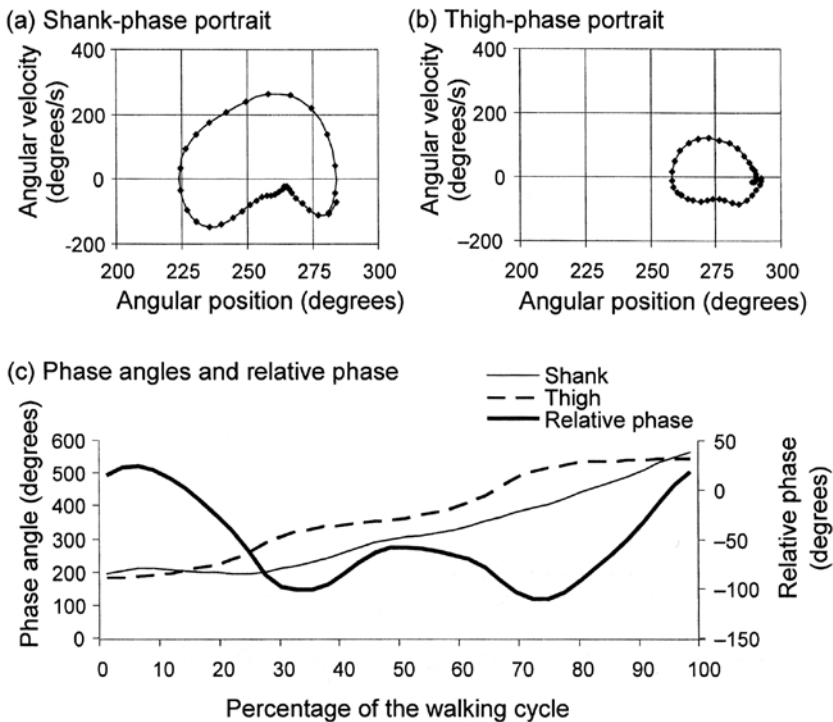 (a) Shank-phase portrait
Angular velocity
(degrees/s)
400
200
0
-200
200 225 250 275 300
Angular position (degrees)
(b) Thigh-phase portrait
Angular velocity
(degrees/s)
400
200
0
–200
200 225 250 275 300
Angular position (degrees)
(c) Phase angles and relative phase
Shank
Thigh
Relative phase
Phase angle (degrees)
600
500
400
300
200
100
0
50
0
–50
–100
–150
Relative phase
(degrees)
0 10 20 30 40 50 60 70 80 90 100
Percentage of the walking cycle